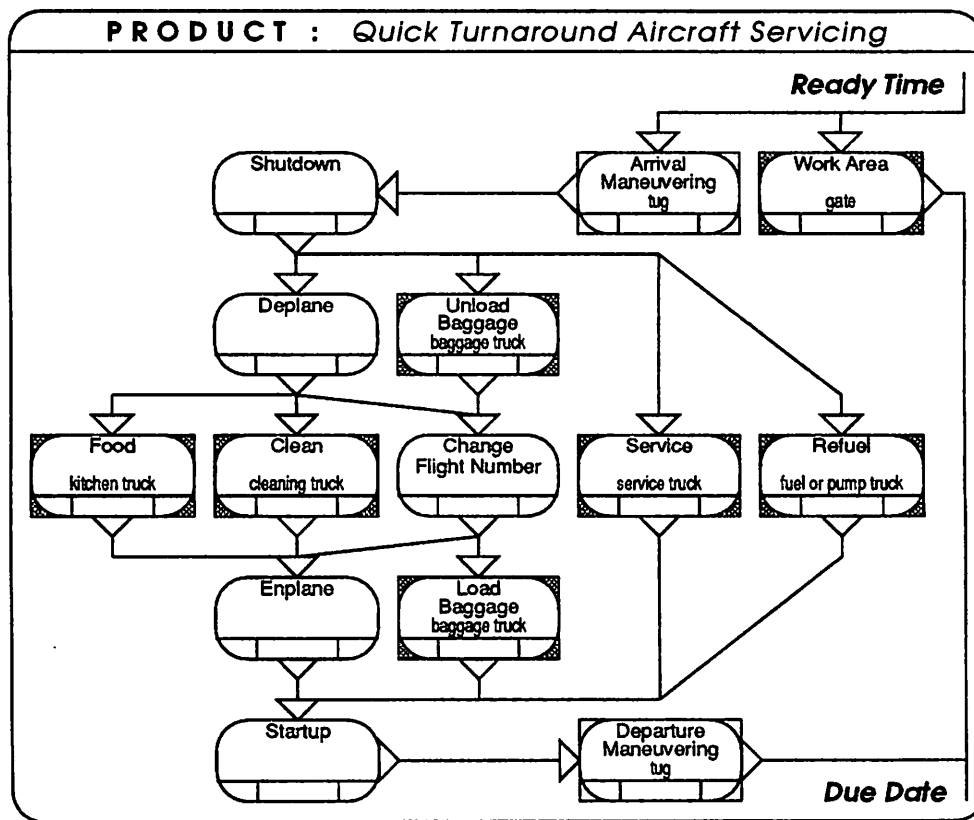 PRODUCT : Quick Turnaround Aircraft Servicing
Ready Time
Shutdown
Arrival
Maneuvering
tug
Work Area
gate
Deplane
Unload
Baggage
baggage truck
Food
kitchen truck
Clean
cleaning truck
Change
Flight Number
Service
service truck
Refuel
fuel or pump truck
Enplane
Load
Baggage
baggage truck
Startup
Departure
Maneuvering
tug
Due Date